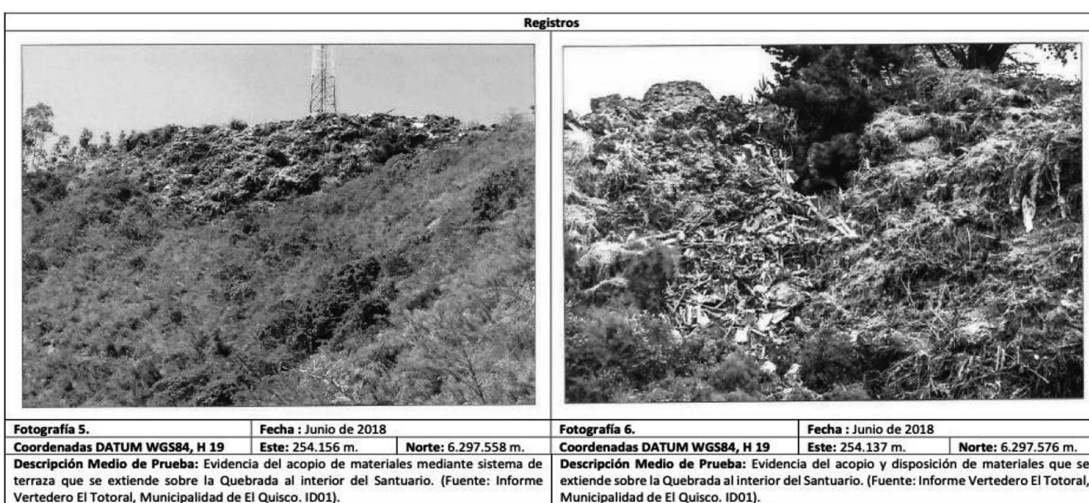 Registros
Fotografía 5.
Fecha : Junio de 2018
Coordenadas DATUM WGS84, H 19
Este: 254.156 m.
Norte: 6.297.558 m.
Descripción Medio de Prueba: Evidencia del acopio de materiales mediante sistema de
terraza que se extiende sobre la Quebrada al interior del Santuario. (Fuente: Informe
Vertedero El Totoral, Municipalidad de El Quisco. ID01).
Fotografía 6.
Fecha : Junio de 2018
Coordenadas DATUM WGS84, H 19
Este: 254.137 m.
Norte: 6.297.576 m.
Descripción Medio de Prueba: Evidencia del acopio y disposición de materiales que se
extiende sobre la Quebrada al interior del Santuario. (Fuente: Informe Vertedero El Totoral,
Municipalidad de El Quisco. ID01).